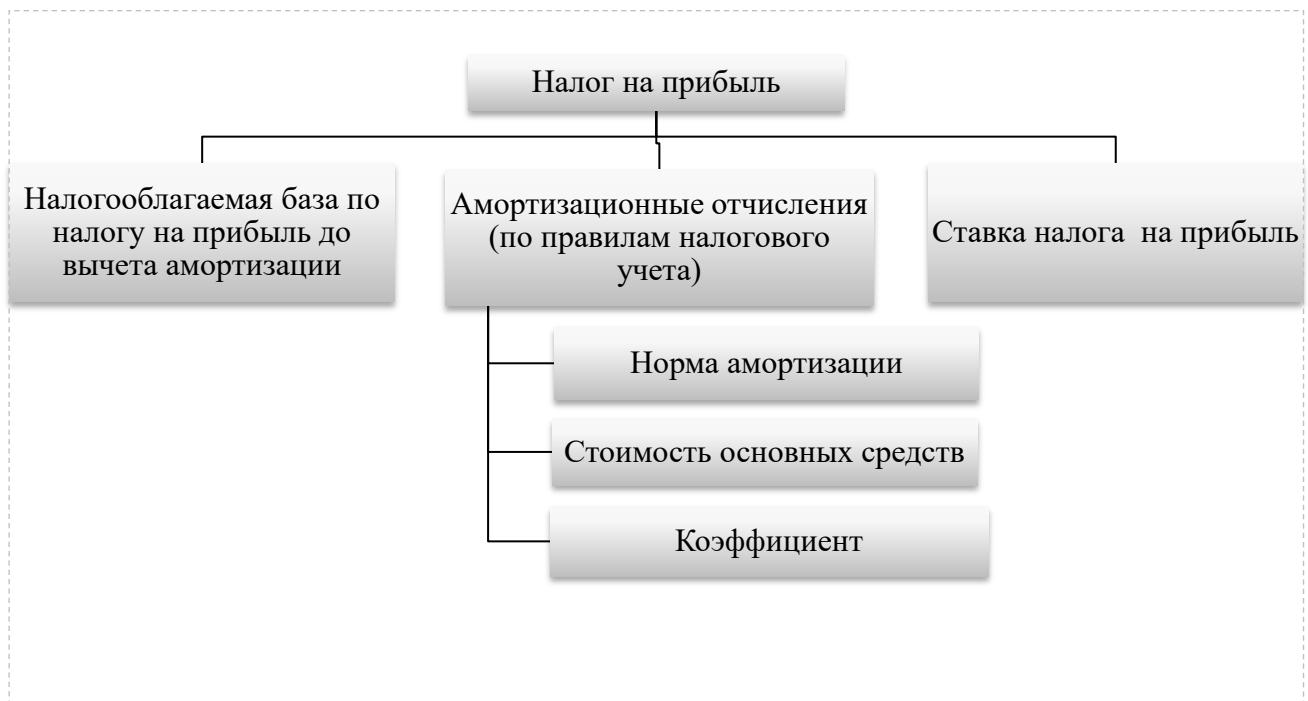 Налог на прибыль
Налогооблагаемая база по
налогу на прибыль до
вычета амортизации
Амортизационные отчисления
(по правилам налогового
учета)
Ставка налога  на прибыль
Норма амортизации
Стоимость основных средств
Коэффициент